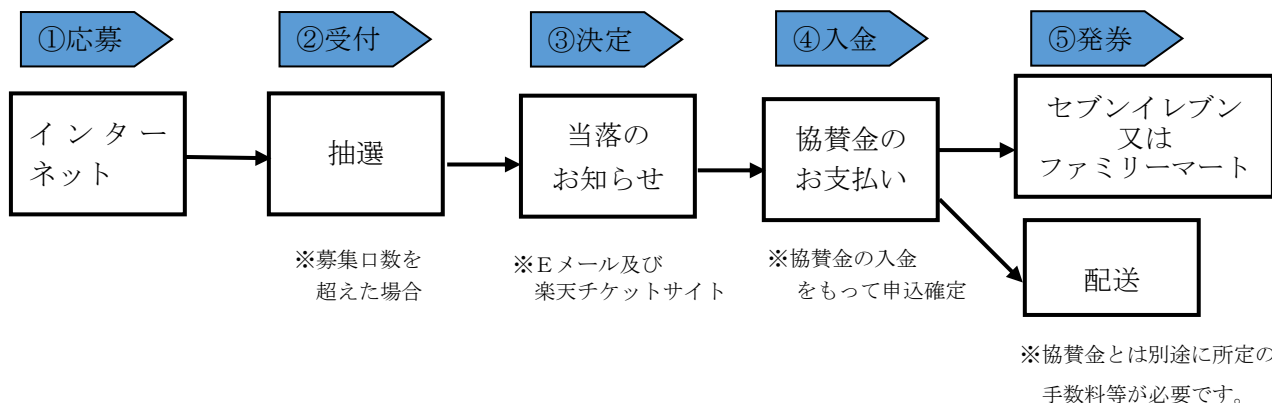 ①応募
②受付
③決定
④入金
⑤発券
インター
ネット
抽選
当落の
お知らせ
協賛金の
お支払い
セブンイレブン
又は
ファミリーマート
配送
※募集口数を
超えた場合
※Eメール及び
楽天チケットサイト
※協賛金の入金
をもって申込確定
※協賛金とは別途に所定の
手数料等が必要です。